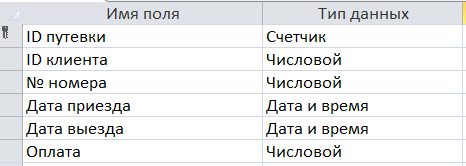 Имя поля Тип данных
ID путевки Счетчик
ID клиента Числовой
№ номера Числовой
Дата приезда Дата и время
Дата выезда Дата и время
Оплата Числовой